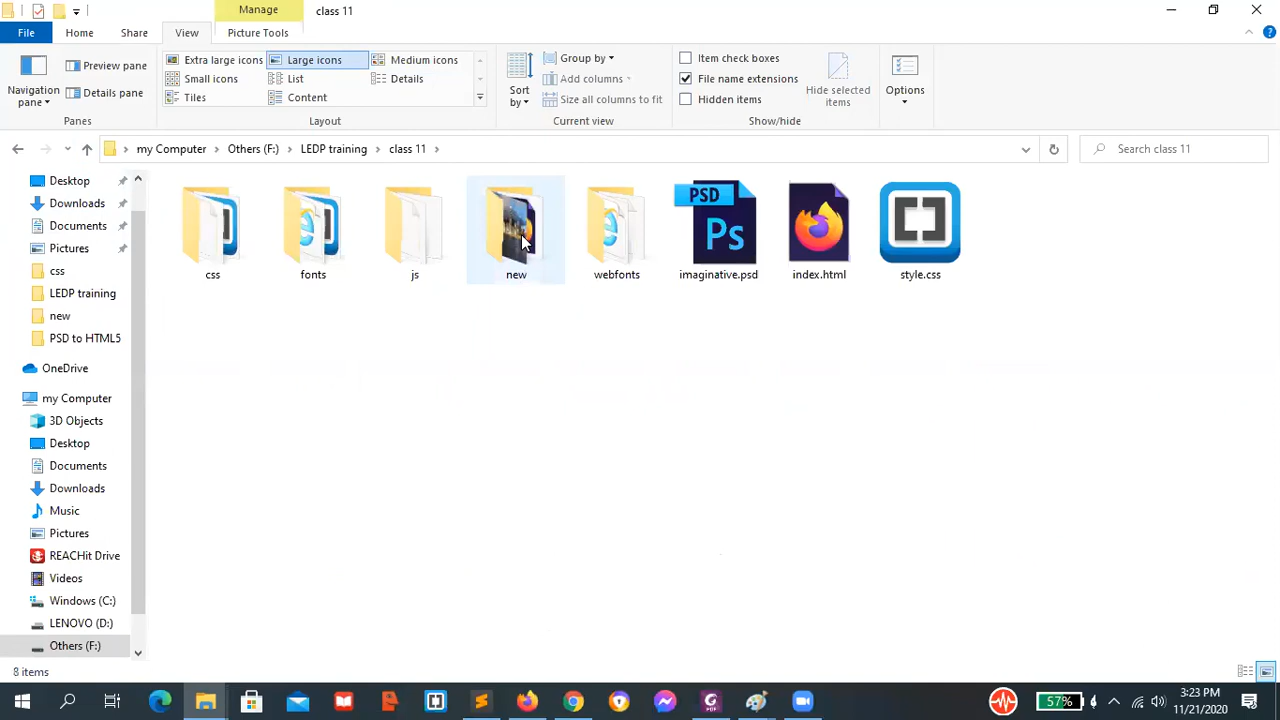 Manage
class 11
File
Home
Share
View
Picture Tools
Navigation pane
Preview pane
Details pane
Panes
Extra large icons
Large icons
Medium icons
Small icons
List
Details
Tiles
Content
Layout
Sort by
Group by
Add columns
Size all columns to fit
Current view
Item check boxes
File name extensions
Hidden items
Hide selected items
Show/hide
Options
my Computer
Others (F:)
LEDP training
class 11
Search class 11
Desktop
Downloads
Documents
Pictures
css
LEDP training
new
PSD to HTML5
OneDrive
my Computer
3D Objects
Desktop
Documents
Downloads
Music
Pictures
REACHit Drive
Videos
Windows (C:)
LENOVO (D:)
Others (F:)
PSD
Ps
css
fonts
js
new
webfonts
imaginative.psd
index.html
style.css
8 items
57%
3:23 PM
11/21/2020